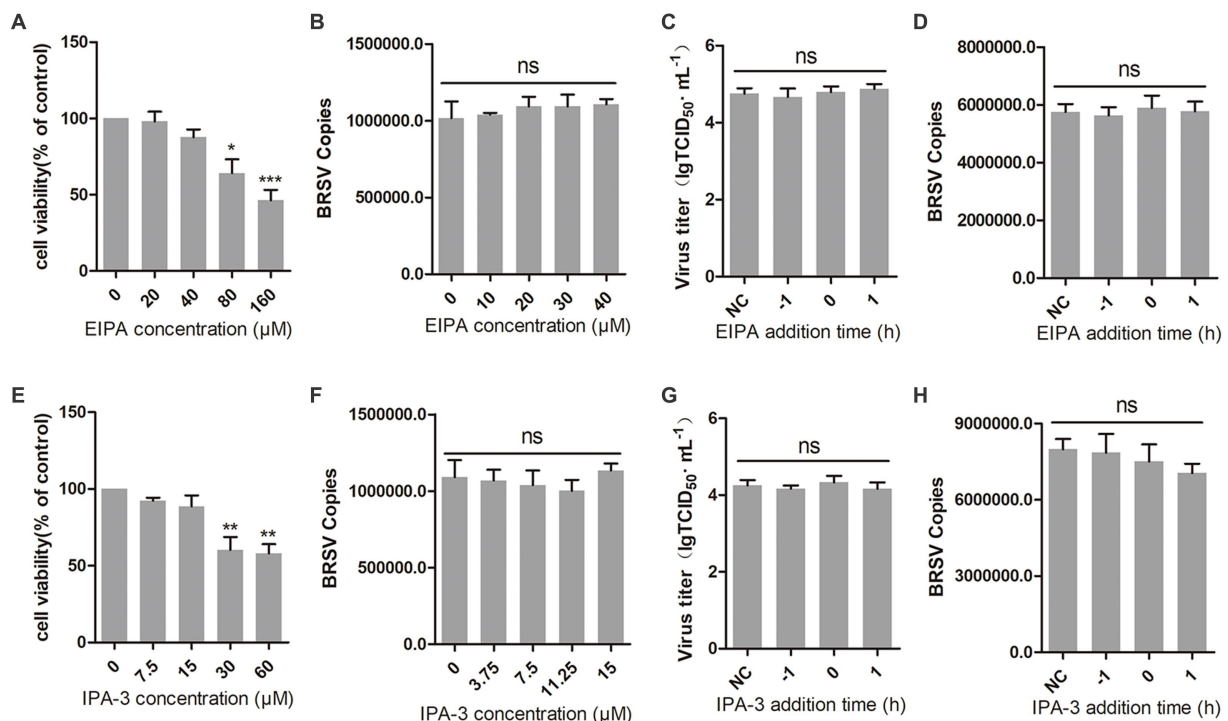 A
cell viability(% of control)
150
100
50
0
*
***
0
20
40
80
160
EIPA concentration (µM)
B
BRSV Copies
1500000.0
1000000.0
500000.0
0.0
ns
0
10
20
30
40
EIPA concentration (µM)
C
Virus titer（lgTCID50· mL-1）
6
4
2
0
ns
NC
-1
0
1
EIPA addition time (h)
D
BRSV Copies
8000000.0
6000000.0
4000000.0
2000000.0
0.0
ns
NC
-1
0
1
EIPA addition time (h)
E
cell viability(% of control)
150
100
50
0
**
**
0
7.5
15
30
60
IPA-3 concentration (µM)
F
BRSV Copies
1500000.0
1000000.0
500000.0
0.0
ns
0
3.75
7.5
11.25
15
IPA-3 concentration (µM)
G
Virus titer（lgTCID50· mL-1）
6
4
2
0
ns
NC
-1
0
1
IPA-3 addition time (h)
H
BRSV Copies
9000000.0
6000000.0
3000000.0
0.0
ns
NC
-1
0
1
IPA-3 addition time (h)